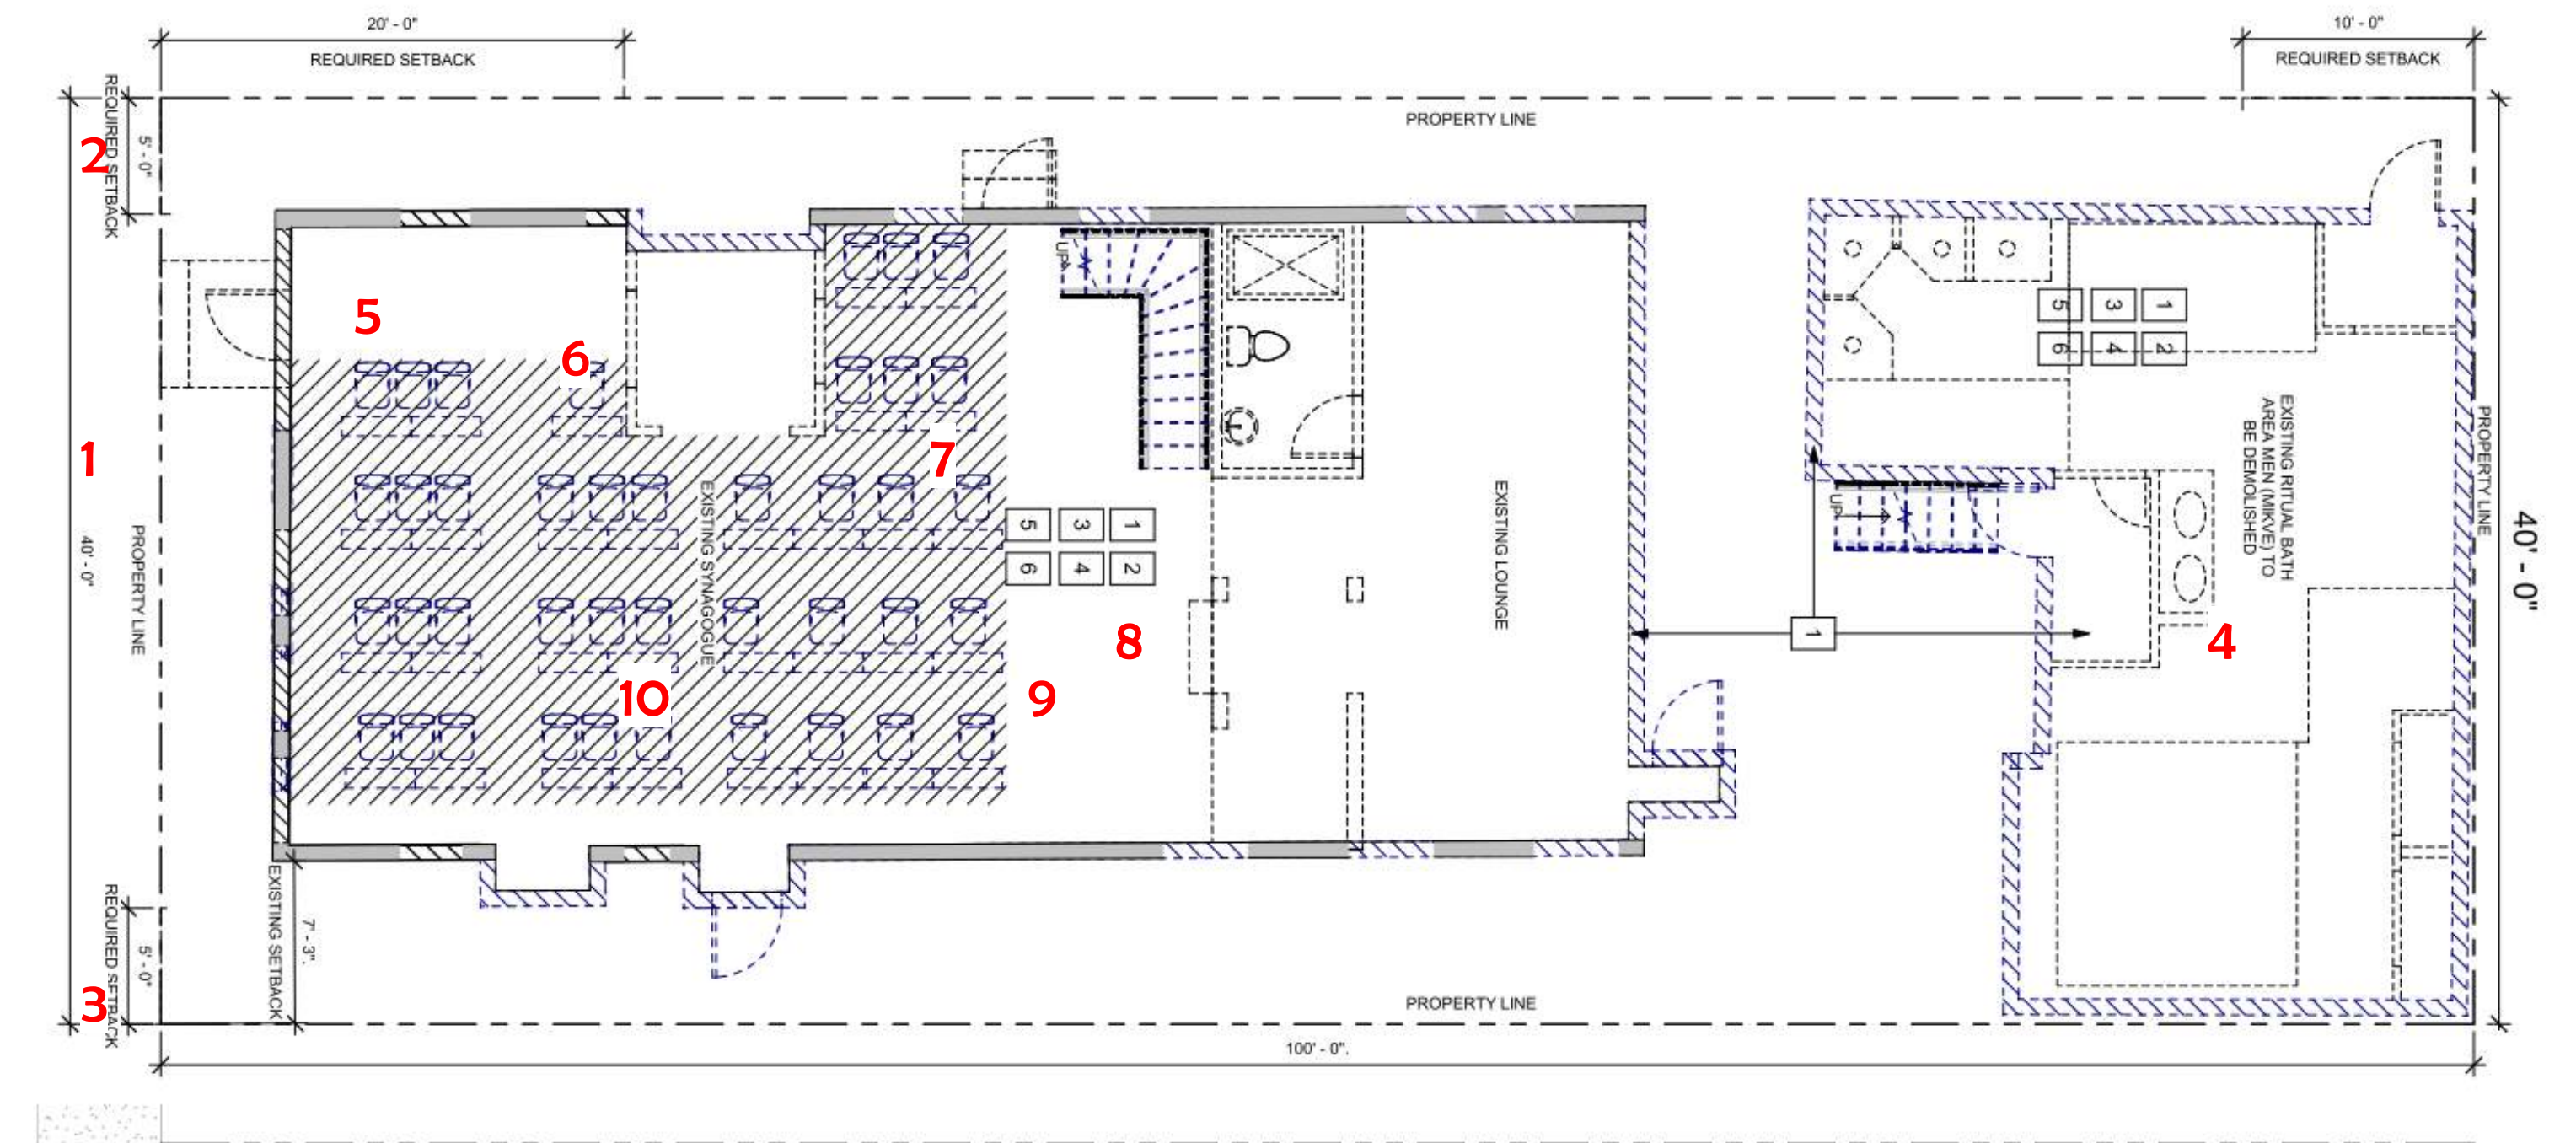 20' - 0"
REQUIRED SETBACK
10' - 0"
REQUIRED SETBACK
PROPERTY LINE
REQUIRED SETBACK
5' - 0"
2
5
6
1
40' - 0"
PROPERTY LINE
7
10
EXISTING SYNAGOGUE
UP
5 3 1
6 4 2
8
9
EXISTING LOUNGE
1
UP
5 3 1
6 4 2
EXISTING RITUAL BATH
AREA MEN (MIKVE) TO
BE DEMOLISHED
4
PROPERTY LINE
40' - 0"
REQUIRED SETBACK
5' - 0"
3
EXISTING SETBACK
7' - 3".
PROPERTY LINE
100' - 0".